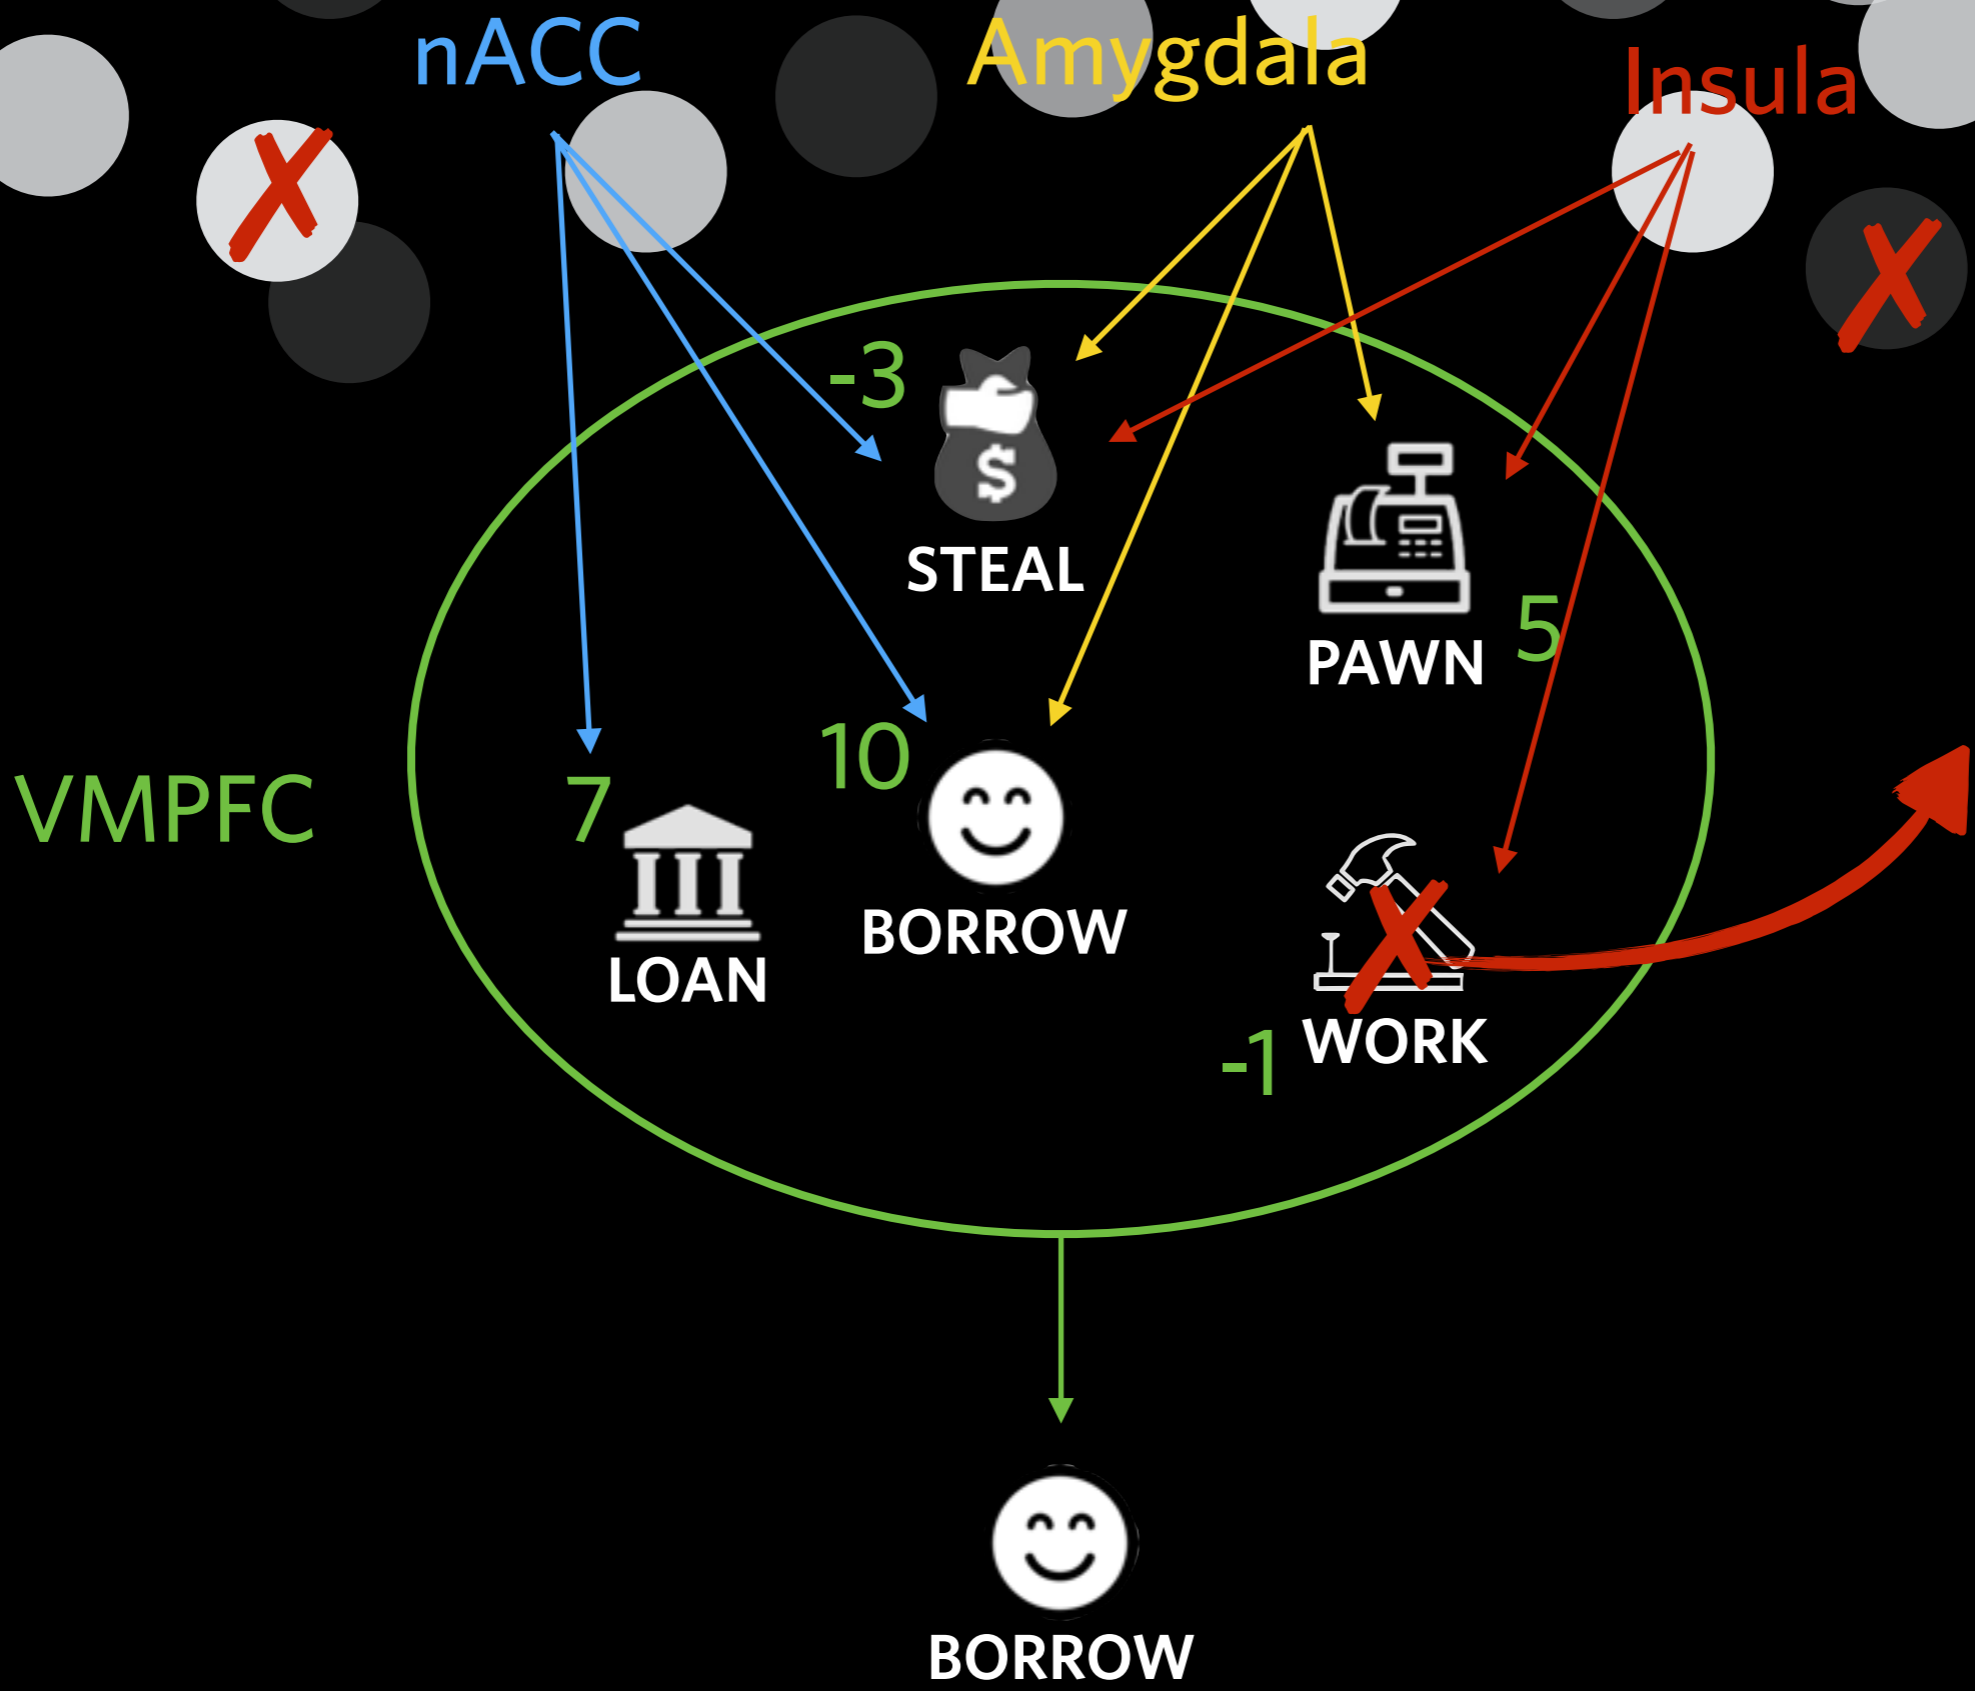 nACC
Amygdala
Insula
-3
$
STEAL
PAWN
5
VMPFC
7
10
LOAN
BORROW
-1
WORK
BORROW